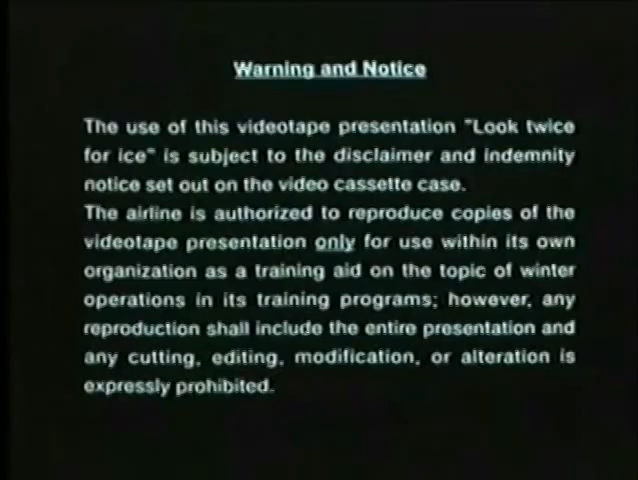 Warning and Notice
The use of this videotape presentation "Look twice
for ice" is subject to the disclaimer and indemnity
notice set out on the video cassette case.
The airline is authorized to reproduce copies of the
videotape presentation only for use within its own
organization as a training aid on the topic of winter
operations in its training programs; however, any
reproduction shall include the entire presentation and
any cutting, editing, modification, or alteration is
expressly prohibited.